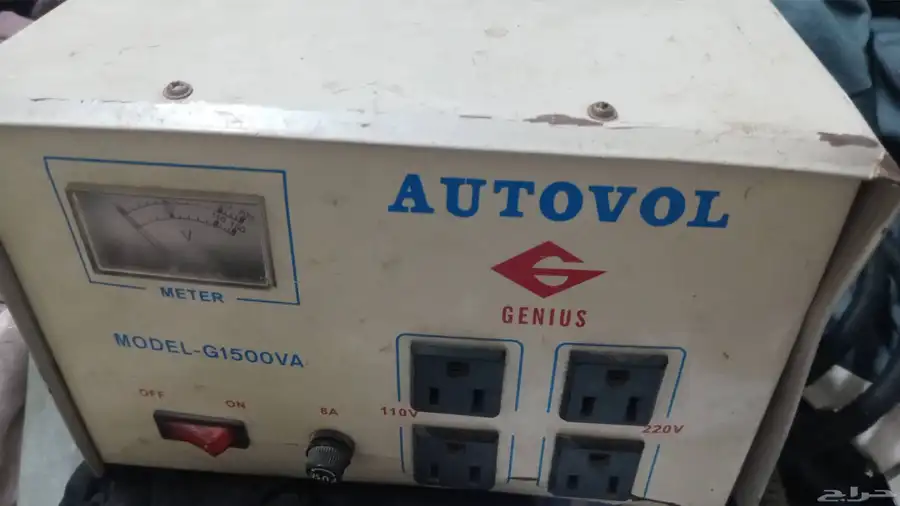 AUTOVOL
V
METER
GENIUS
MODEL-G1500VA
OFF
ON
8A
110V
220V
حراج